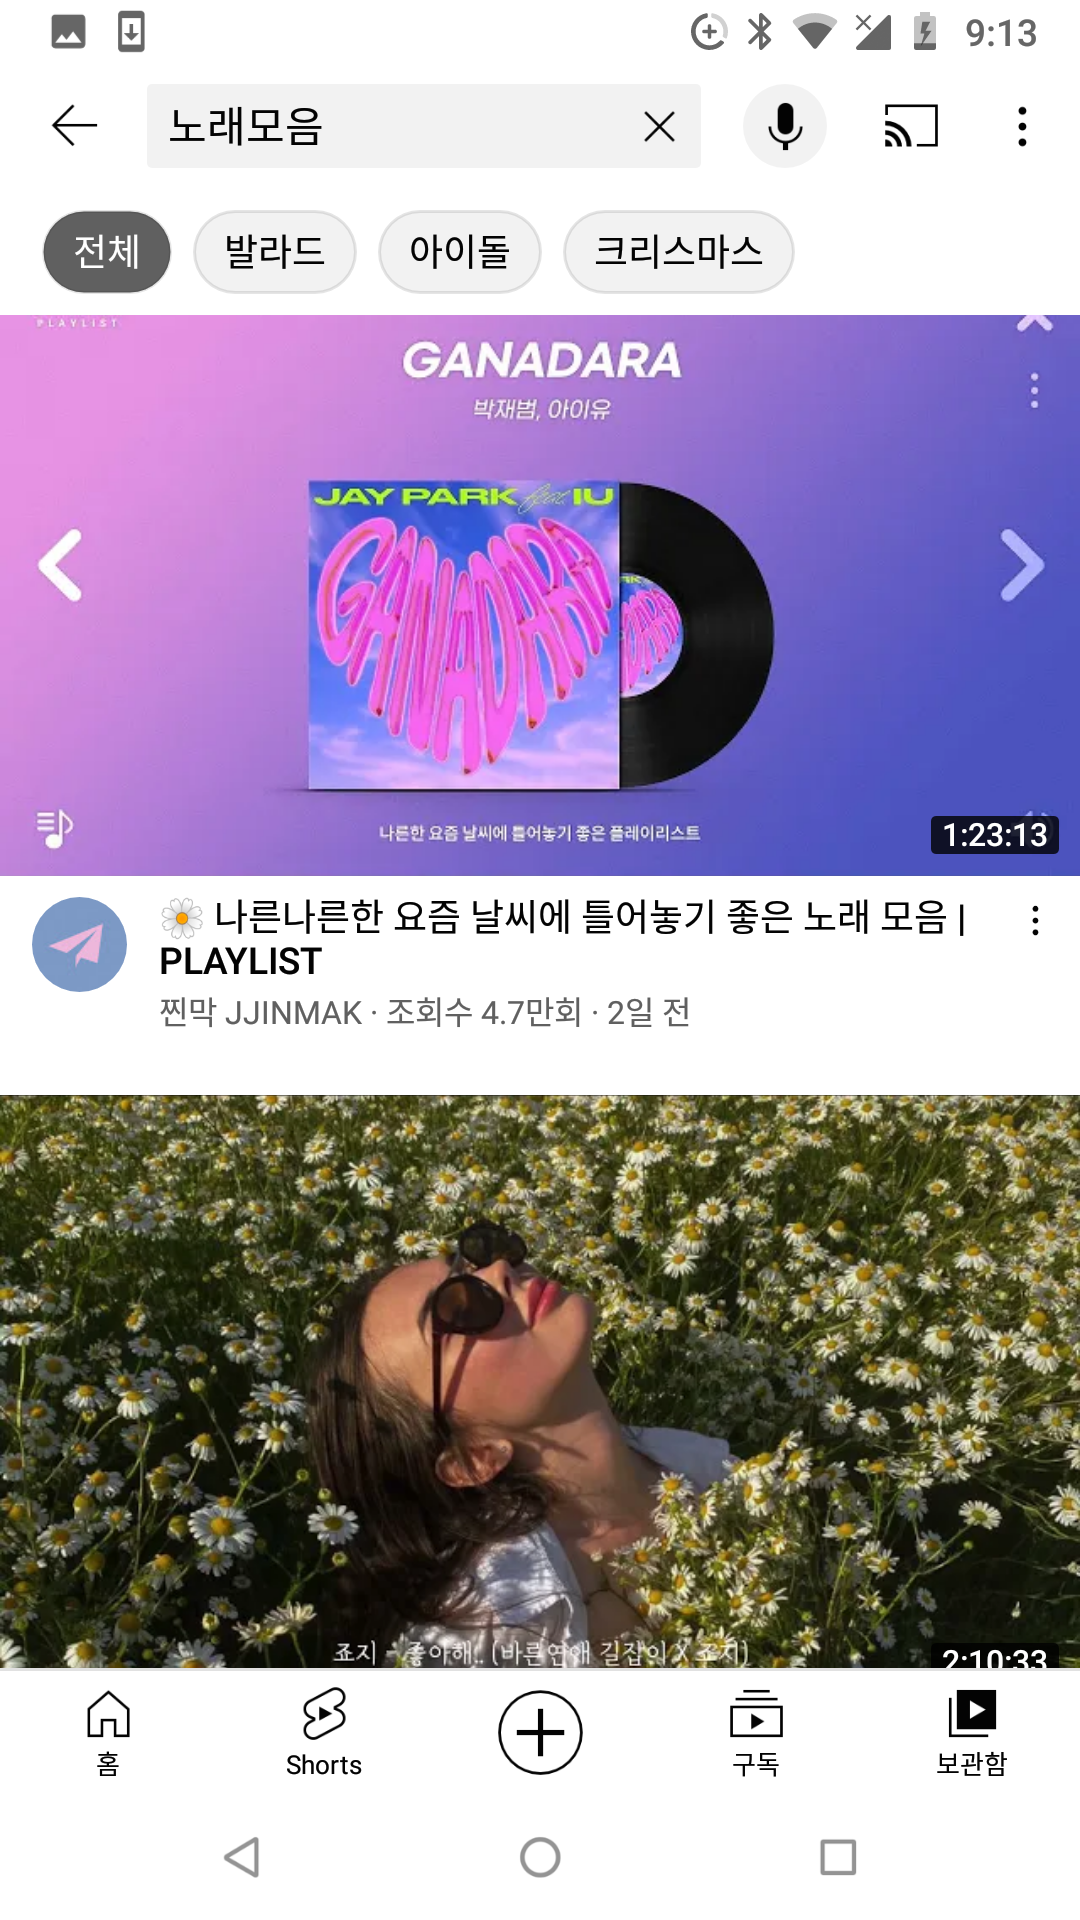 9:13
노래모음
전체
발라드
아이돌
크리스마스
PLAYLIST
GANADARA
박재범, 아이유
JAY PARK feat. IU
GANADARA
나른한 요즘 날씨에 틀어놓기 좋은 플레이리스트
1:23:13
🌼 나른나른한 요즘 날씨에 틀어놓기 좋은 노래 모음 |
PLAYLIST
찐막 JJINMAK · 조회수 4.7만회 · 2일 전
죠지 - 좋아해.. (바른연애 길잡이 X 죠지)
2:10:33
홈
Shorts
구독
보관함